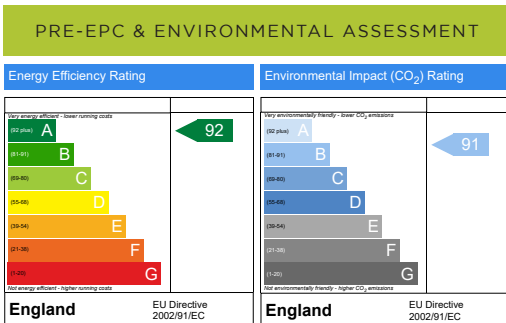 PRE-EPC & ENVIRONMENTAL ASSESSMENT
Energy Efficiency Rating
Very energy efficient - lower running costs
(92 plus) A
(81-91) B
(69-80) C
(55-68) D
(39-54) E
(21-38) F
(1-20) G
Not energy efficient - higher running costs
92
England
EU Directive
2002/91/EC
Environmental Impact (CO2) Rating
Very environmentally friendly - lower CO2 emissions
(92 plus) A
(81-91) B
(69-80) C
(55-68) D
(39-54) E
(21-38) F
(1-20) G
Not environmentally friendly - higher CO2 emissions
91
England
EU Directive
2002/91/EC